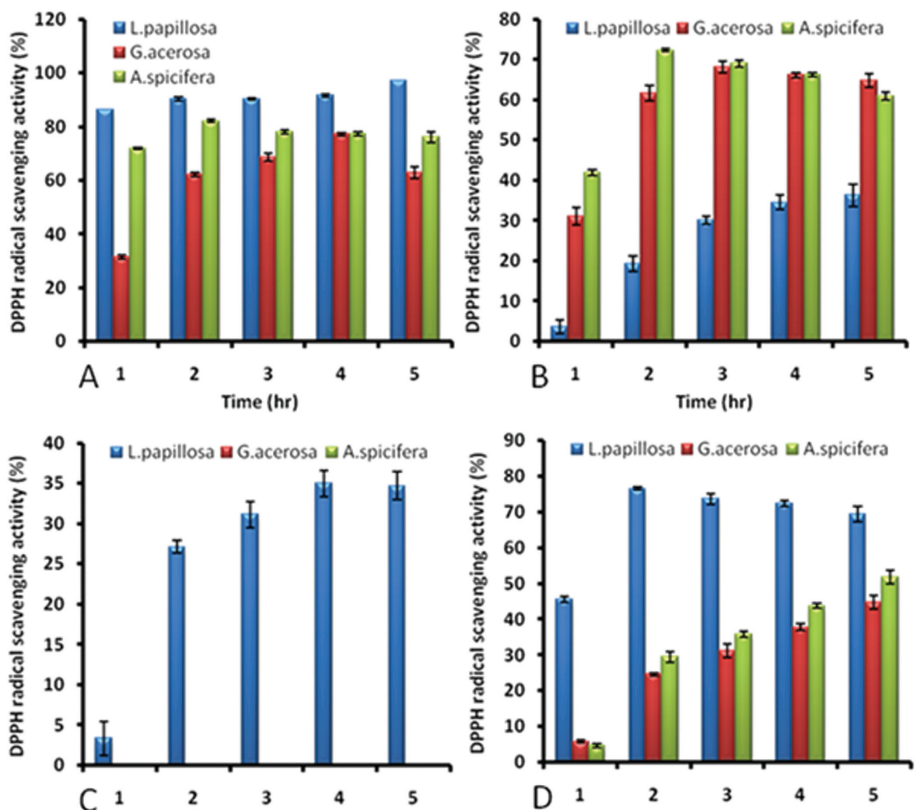 DPPH radical scavenging activity (%)
120
100
80
60
40
20
0
L.papillosa
G.acerosa
A.spicifera
A
1 2 3 4 5
Time (hr)
DPPH radical scavenging activity (%)
80
70
60
50
40
30
20
10
0
L.papillosa G.acerosa A.spicifera
B
1 2 3 4 5
Time (hr)
DPPH radical scavenging activity (%)
40
35
30
25
20
15
10
5
0
L.papillosa G.acerosa A.spicifera
C
1 2 3 4 5
DPPH radical scavenging activity (%)
90
80
70
60
50
40
30
20
10
0
L.papillosa G.acerosa A.spicifera
D
1 2 3 4 5